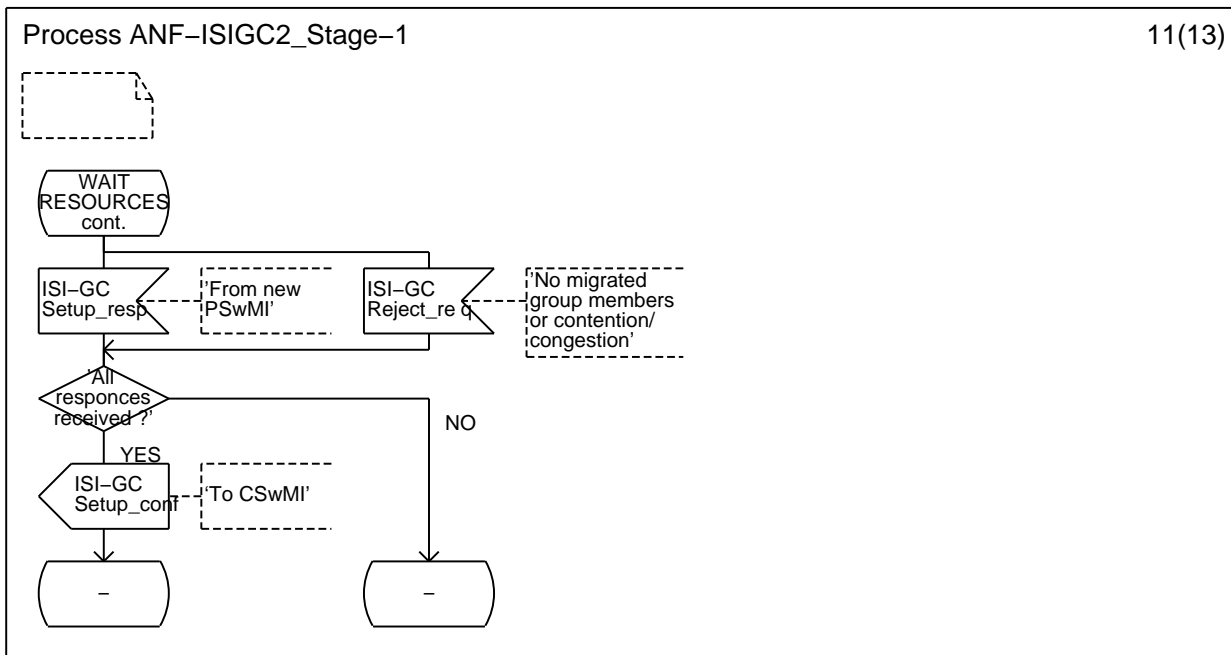 Process ANF−ISIGC2_Stage−1
11(13)
WAIT
RESOURCES
cont.
ISI−GC
Setup_resp
'From new
PSwMI'
ISI−GC
Reject_re q
'No migrated
group members
or contention/
congestion'
'All
responces
received ?'
NO
YES
ISI−GC
Setup_conf
'To CSwMI'
−
−